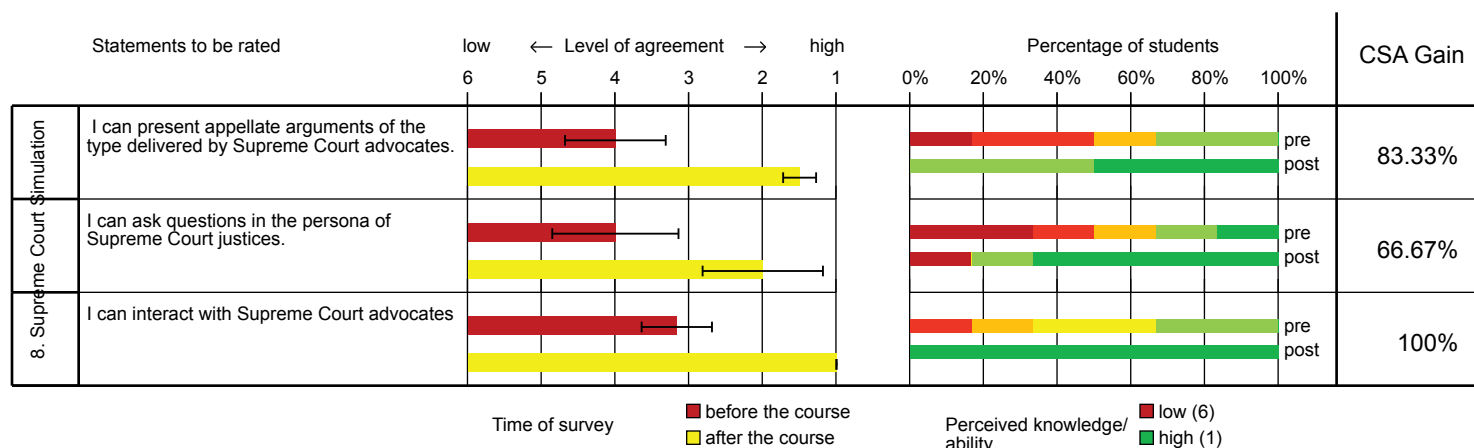 Statements to be rated
low ← Level of agreement → high
Percentage of students
CSA Gain
6 5 4 3 2 1
0% 20% 40% 60% 80% 100%
8. Supreme Court Simulation
I can present appellate arguments of the
type delivered by Supreme Court advocates.
pre
post
83.33%
I can ask questions in the persona of
Supreme Court justices.
pre
post
66.67%
I can interact with Supreme Court advocates
pre
post
100%
Time of survey
before the course
after the course
Perceived knowledge/
ability
low (6)
high (1)